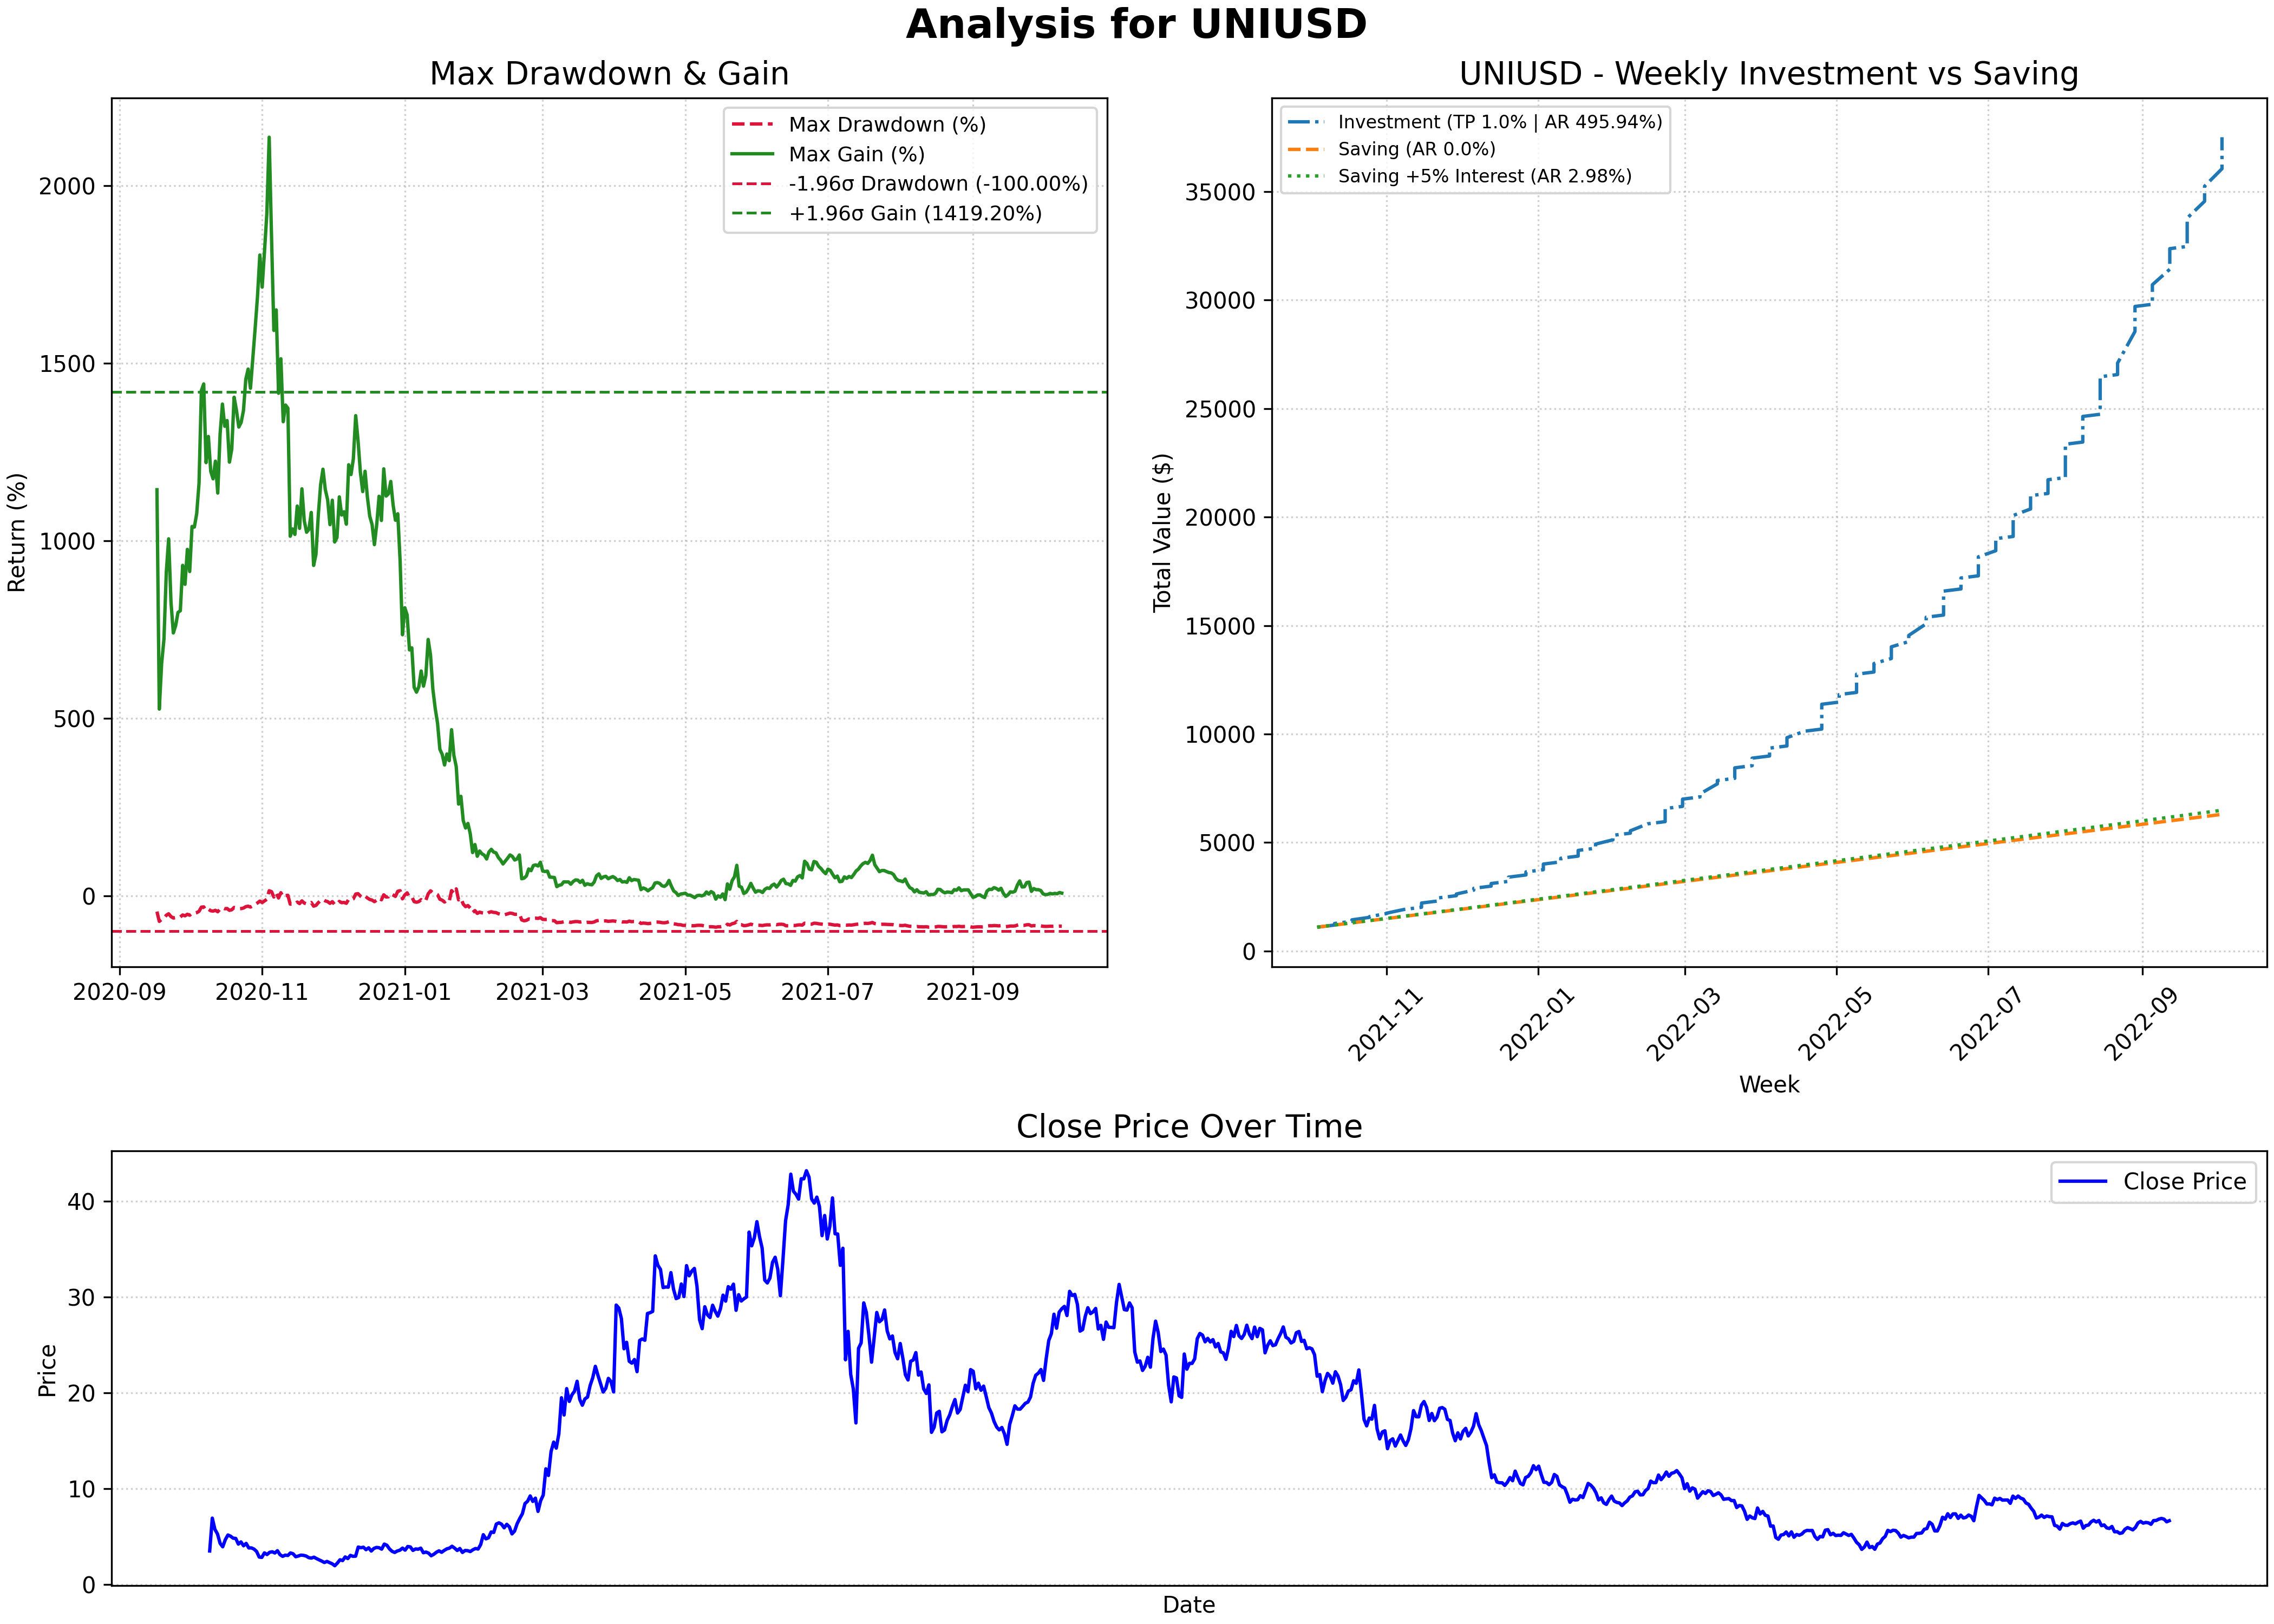 Analysis for UNIUSD
Max Drawdown & Gain
Return (%)
2000
1500
1000
500
0
Max Drawdown (%)
Max Gain (%)
-1.96σ Drawdown (-100.00%)
+1.96σ Gain (1419.20%)
2020-09 2020-11 2021-01 2021-03 2021-05 2021-07 2021-09
UNIUSD - Weekly Investment vs Saving
Total Value ($)
35000
30000
25000
20000
15000
10000
5000
0
Investment (TP 1.0% | AR 495.94%)
Saving (AR 0.0%)
Saving +5% Interest (AR 2.98%)
2021-11 2022-01 2022-03 2022-05 2022-07 2022-09
Week
Close Price Over Time
Price
40
30
20
10
0
Close Price
Date